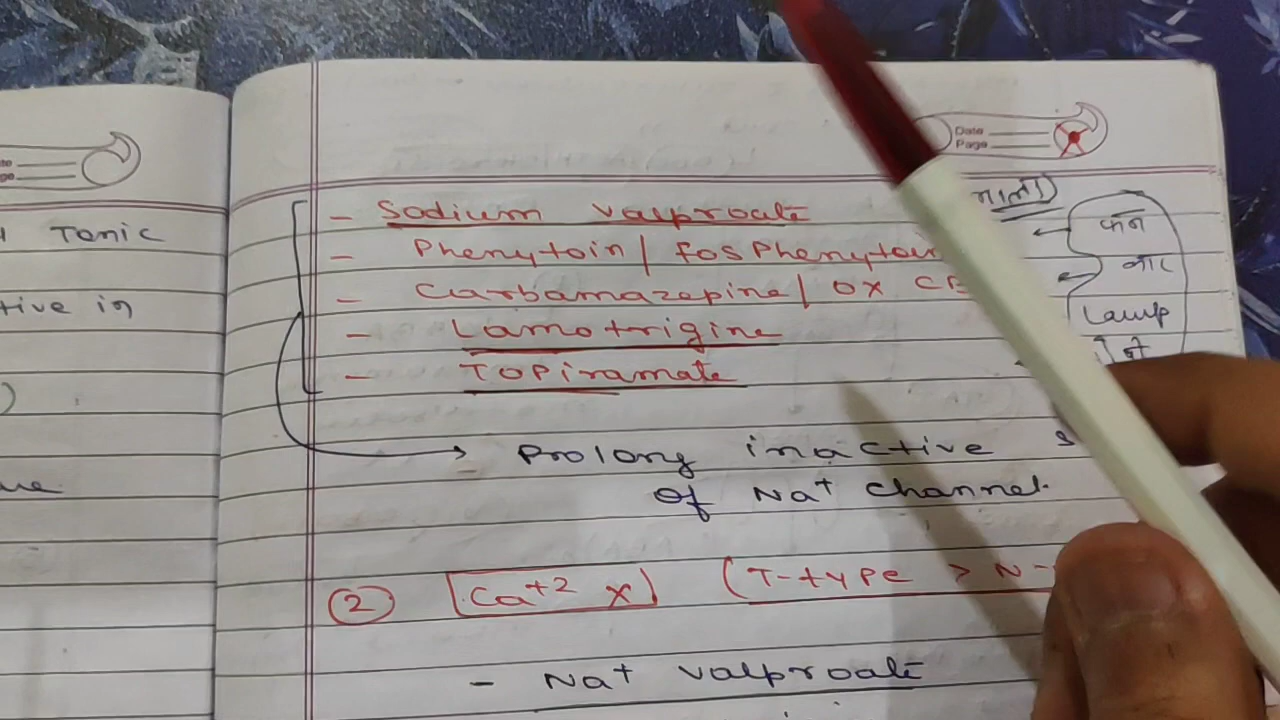 Tonic
tive in
Date
Page
- Sodium valproate
- Phenytoin / Fosphenytoin
- Carbamazepine / OX CB
- Lamotrigine
- Topiramate
कान
Lamp
→ Prolong inactive s
of Na+ channel.
② Ca+2 x (T-type > N-
- Na+ valproate